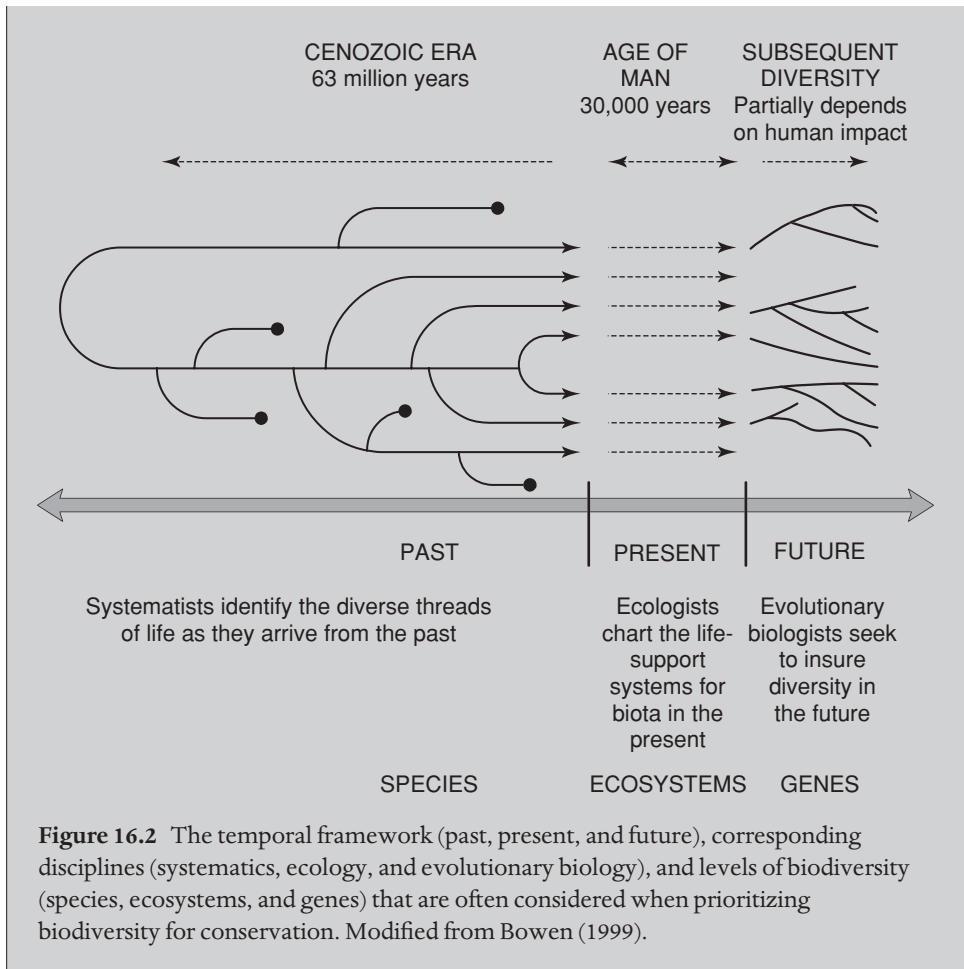 CENOZOIC ERA
63 million years
AGE OF
MAN
30,000 years
SUBSEQUENT
DIVERSITY
Partially depends
on human impact
PAST
PRESENT
FUTURE
Systematists identify the diverse threads
of life as they arrive from the past
Ecologists
chart the life-
support
systems for
biota in the
present
Evolutionary
biologists seek
to insure
diversity in
the future
SPECIES
ECOSYSTEMS
GENES
Figure 16.2 The temporal framework (past, present, and future), corresponding
disciplines (systematics, ecology, and evolutionary biology), and levels of biodiversity
(species, ecosystems, and genes) that are often considered when prioritizing
biodiversity for conservation. Modified from Bowen (1999).